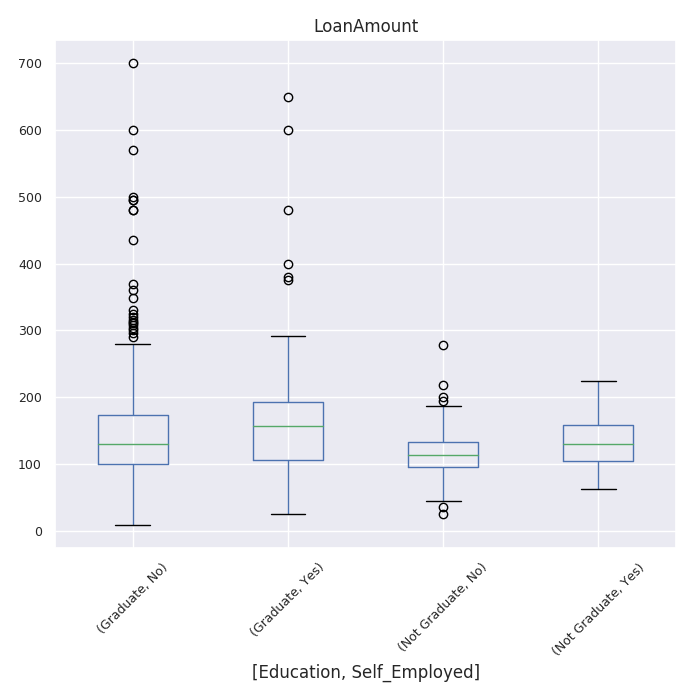 LoanAmount
700
600
500
400
300
200
100
0
(Graduate, No)
(Graduate, Yes)
(Not Graduate, No)
(Not Graduate, Yes)
[Education, Self_Employed]